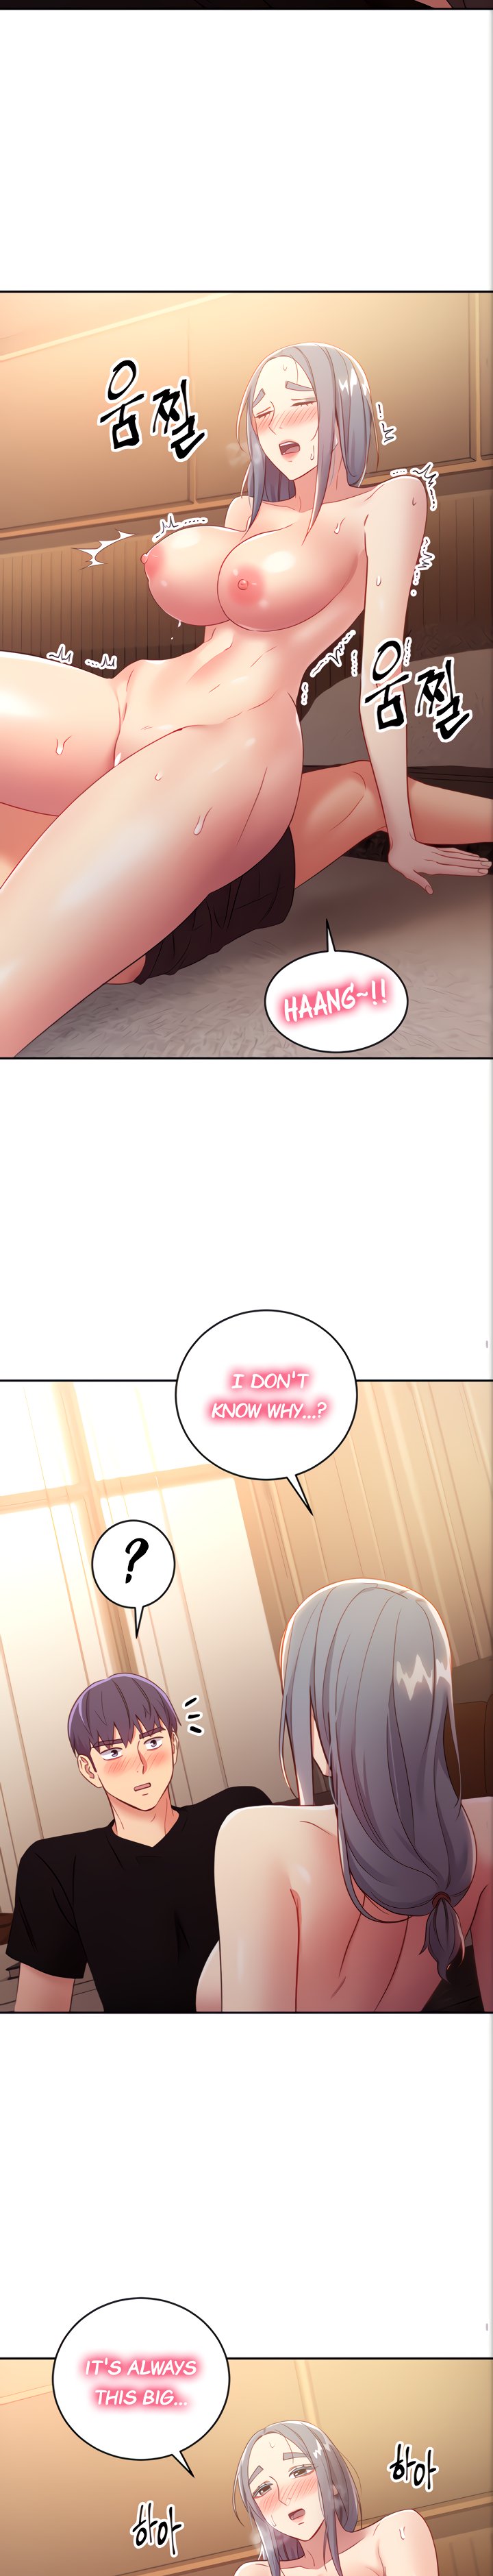 움찔
움찔
HAANG~!!
I DON'T
KNOW WHY...?
?
IT'S ALWAYS
THIS BIG...
하아
하아